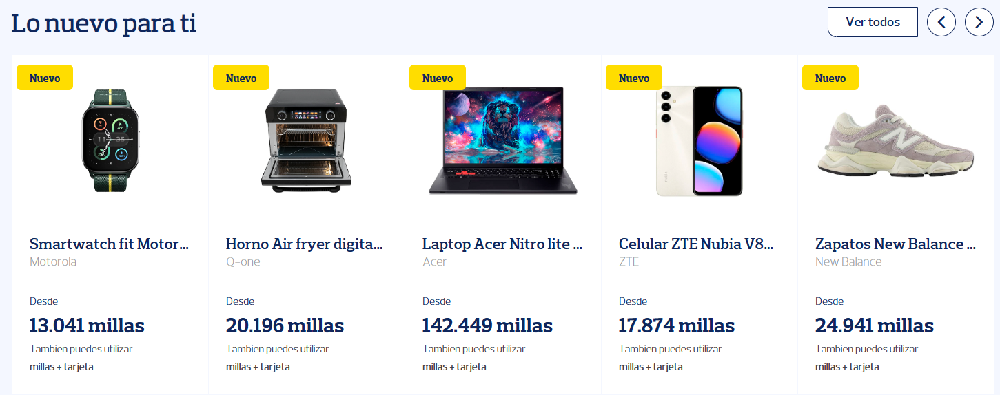 Lo nuevo para ti
Ver todos
Nuevo
Smartwatch fit Motor...
Motorola
Desde
13.041 millas
Tambien puedes utilizar
millas + tarjeta
Nuevo
Horno Air fryer digita...
Q-one
Desde
20.196 millas
Tambien puedes utilizar
millas + tarjeta
Nuevo
Laptop Acer Nitro lite ...
Acer
Desde
142.449 millas
Tambien puedes utilizar
millas + tarjeta
Nuevo
Celular ZTE Nubia V8...
ZTE
Desde
17.874 millas
Tambien puedes utilizar
millas + tarjeta
Nuevo
Zapatos New Balance ...
New Balance
Desde
24.941 millas
Tambien puedes utilizar
millas + tarjeta